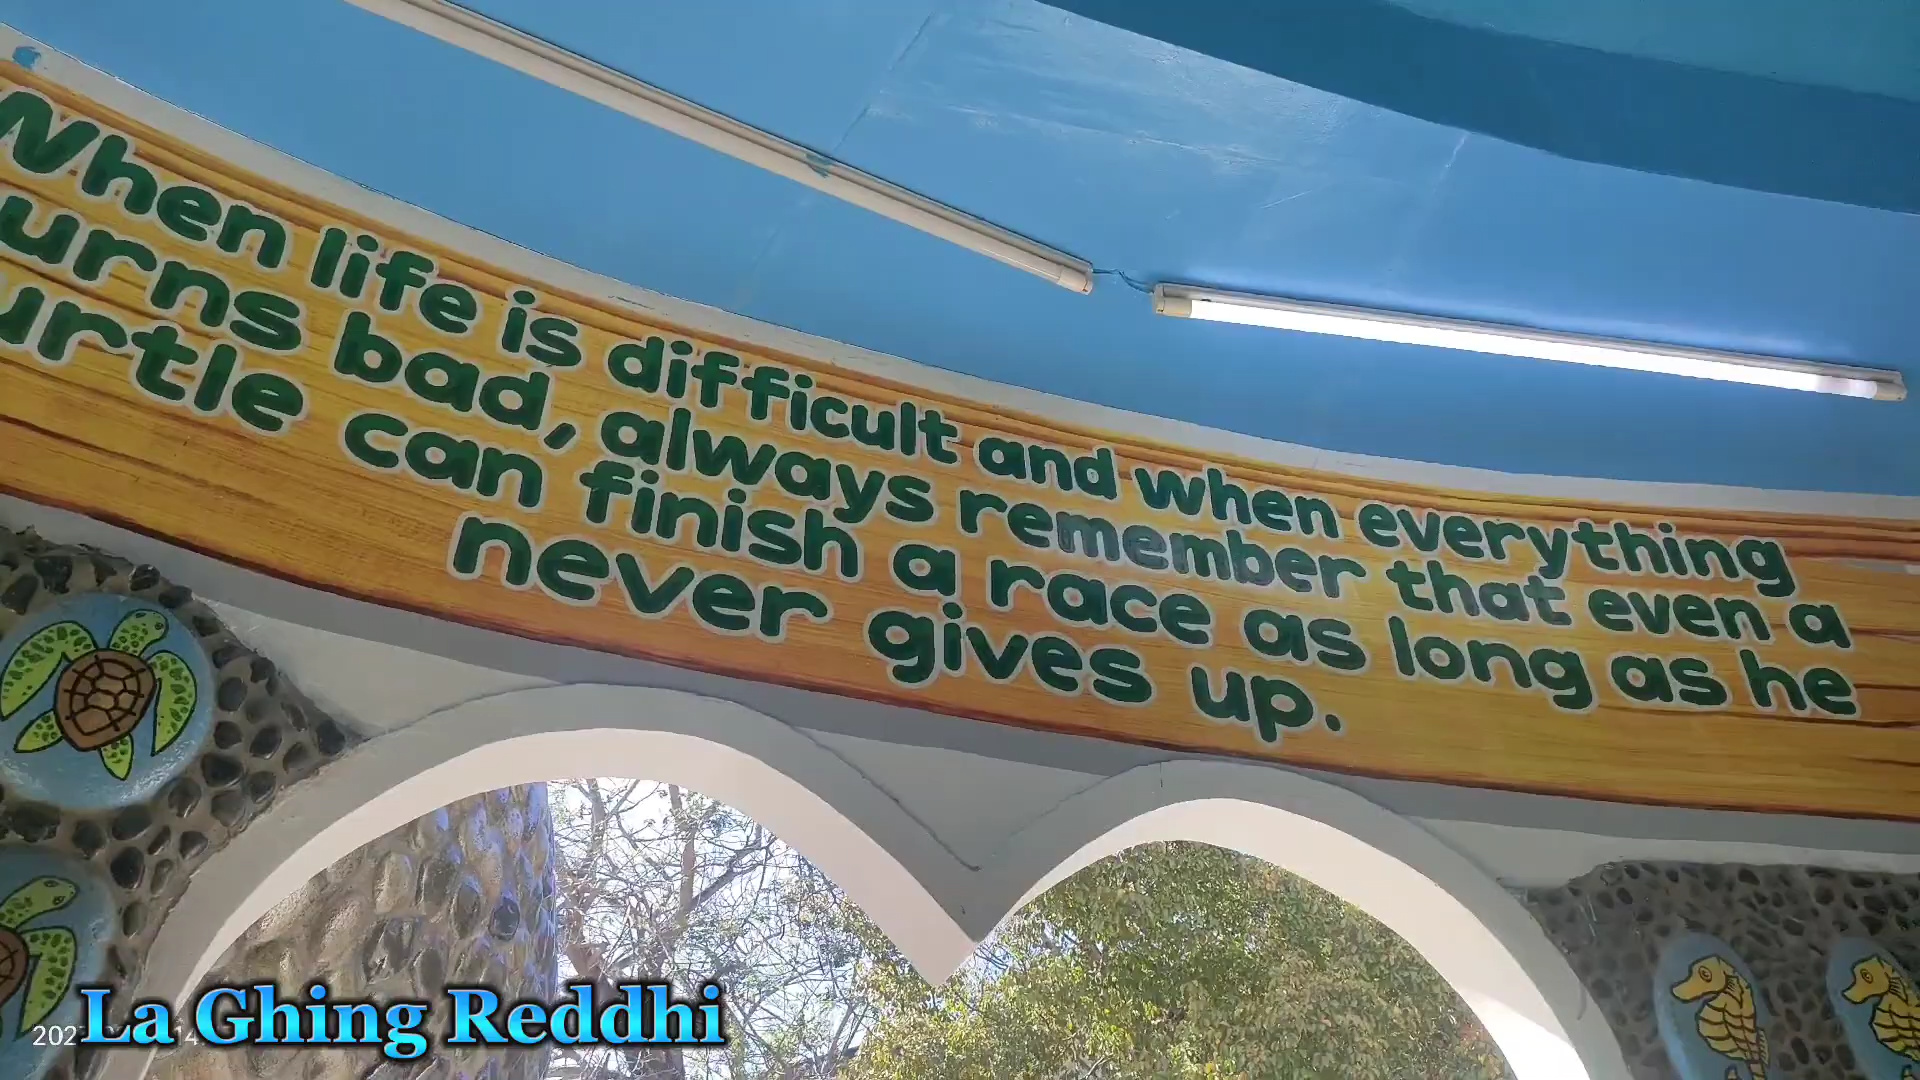 When life is difficult and when everything
urns bad, always remember that even a
urtle can finish a race as long as he
never gives up.
La Ghing Reddhi